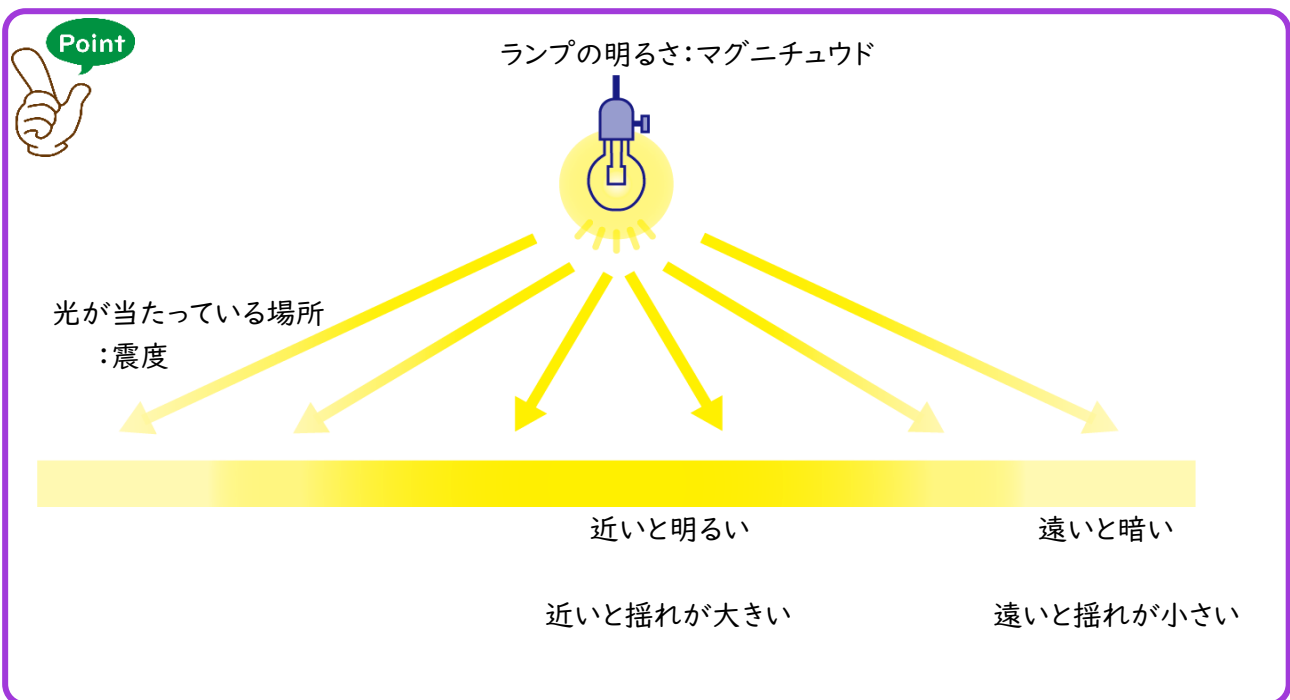 Point
ランプの明るさ:マグニチュウド
光が当たっている場所
:震度
近いと明るい
遠いと暗い
近いと揺れが大きい
遠いと揺れが小さい